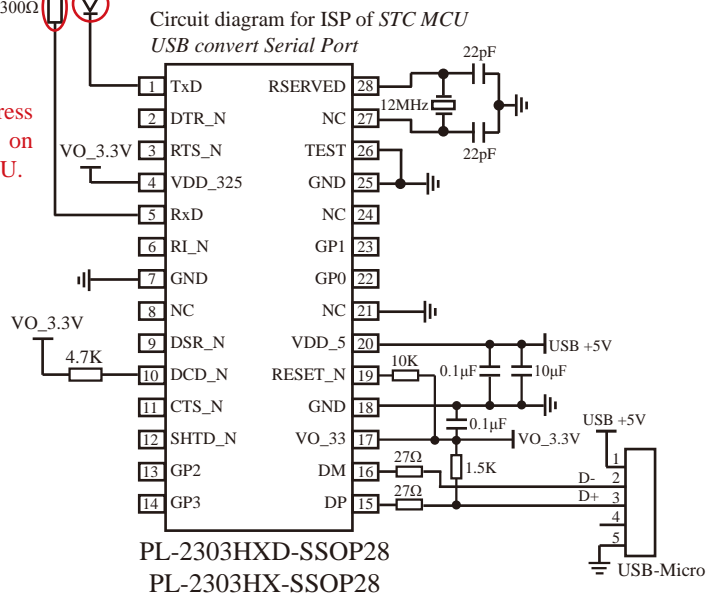 300Ω
Circuit diagram for ISP of STC MCU
USB convert Serial Port
ress
on
U.
VO_3.3V
1 TxD
2 DTR_N
3 RTS_N
4 VDD_325
5 RxD
6 RI_N
7 GND
8 NC
9 DSR_N
10 DCD_N
11 CTS_N
12 SHTD_N
13 GP2
14 GP3
VO_3.3V
4.7K
RSERVED 28
NC 27
TEST 26
GND 25
NC 24
GP1 23
GP0 22
NC 21
VDD_5 20
RESET_N 19
GND 18
VO_33 17
DM 16
DP 15
22pF
12MHz
22pF
USB +5V
10K
0.1μF
10μF
0.1μF
VO_3.3V
27Ω
1.5K
27Ω
USB +5V
1
D- 2
D+ 3
4
5
USB-Micro
PL-2303HXD-SSOP28
PL-2303HX-SSOP28